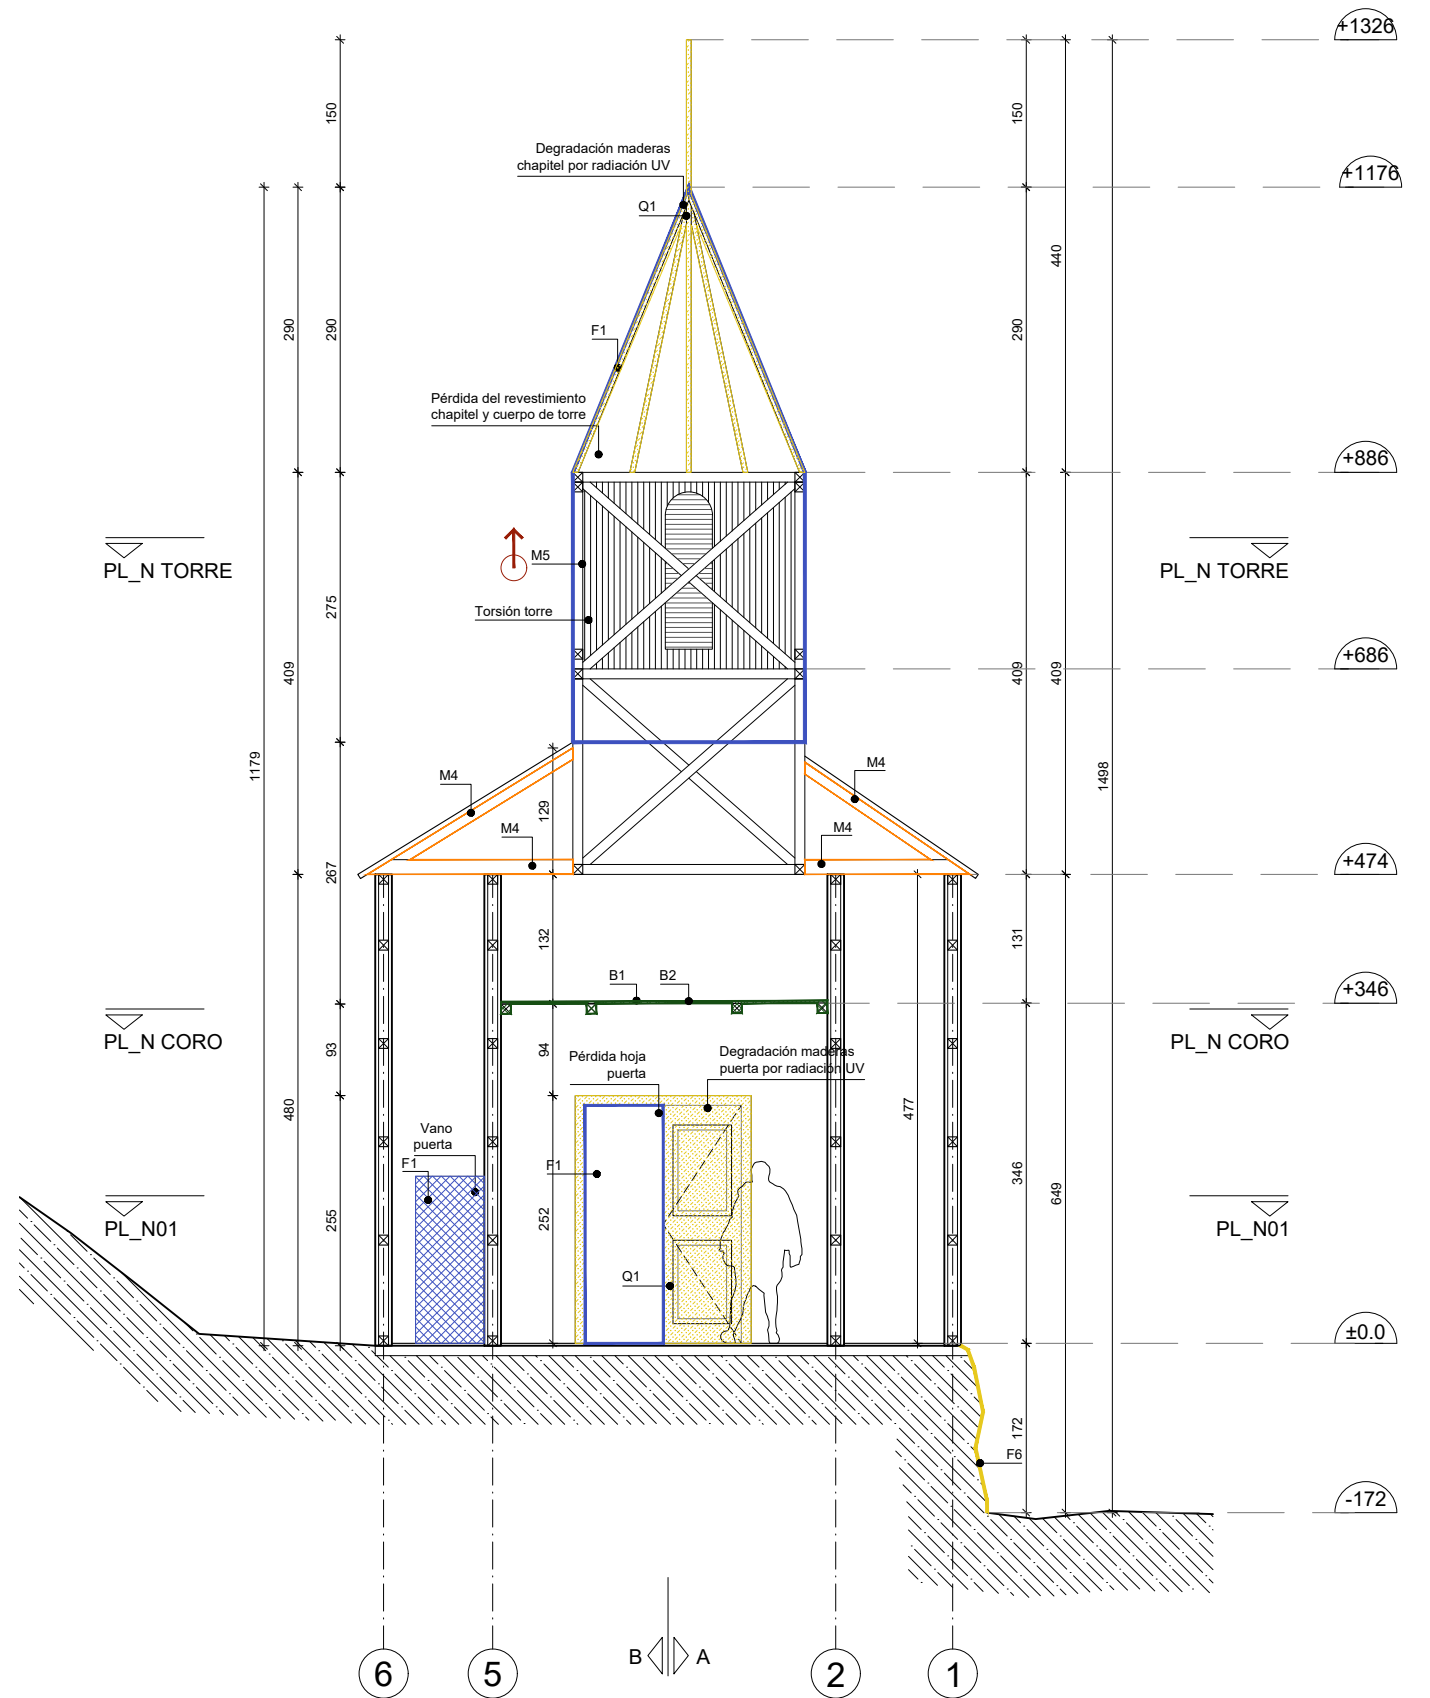 +1326
150
150
Degradación maderas
chapitel por radiación UV
+1176
Q1
440
290
290
290
F1
Pérdida del revestimiento
chapitel y cuerpo de torre
+886
PL_N TORRE
M5
PL_N TORRE
275
Torsión torre
409
409
409
+686
1179
M4
M4
1498
129
M4
M4
267
+474
132
131
B1
B2
+346
PL_N CORO
PL_N CORO
93
94
Pérdida hoja
puerta
Degradación maderas
puerta por radiación UV
480
477
Vano
puerta
F1
F1
346
649
PL_N01
255
252
PL_N01
Q1
±0.0
172
F6
-172
B
A
6
5
2
1